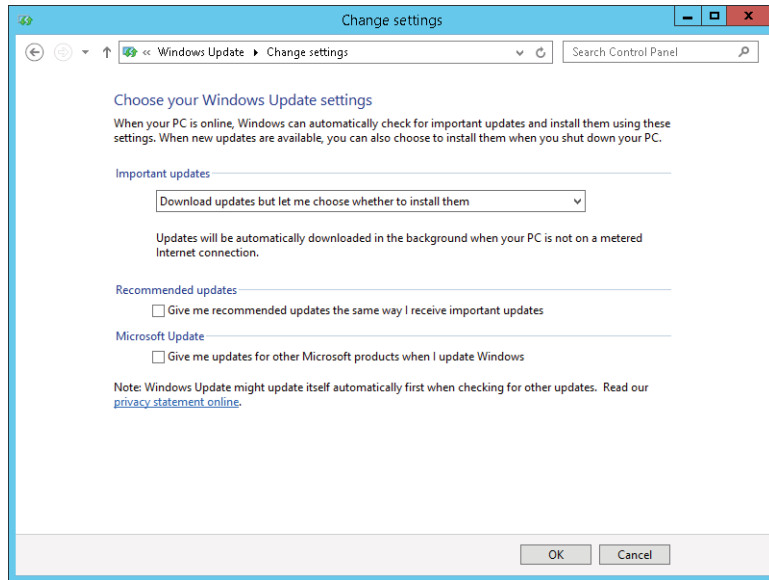 Change settings
« Windows Update ▸ Change settings
Search Control Panel
Choose your Windows Update settings
When your PC is online, Windows can automatically check for important updates and install them using these
settings. When new updates are available, you can also choose to install them when you shut down your PC.
Important updates
Download updates but let me choose whether to install them
Updates will be automatically downloaded in the background when your PC is not on a metered
Internet connection.
Recommended updates
Give me recommended updates the same way I receive important updates
Microsoft Update
Give me updates for other Microsoft products when I update Windows
Note: Windows Update might update itself automatically first when checking for other updates.  Read our
privacy statement online.
OK
Cancel